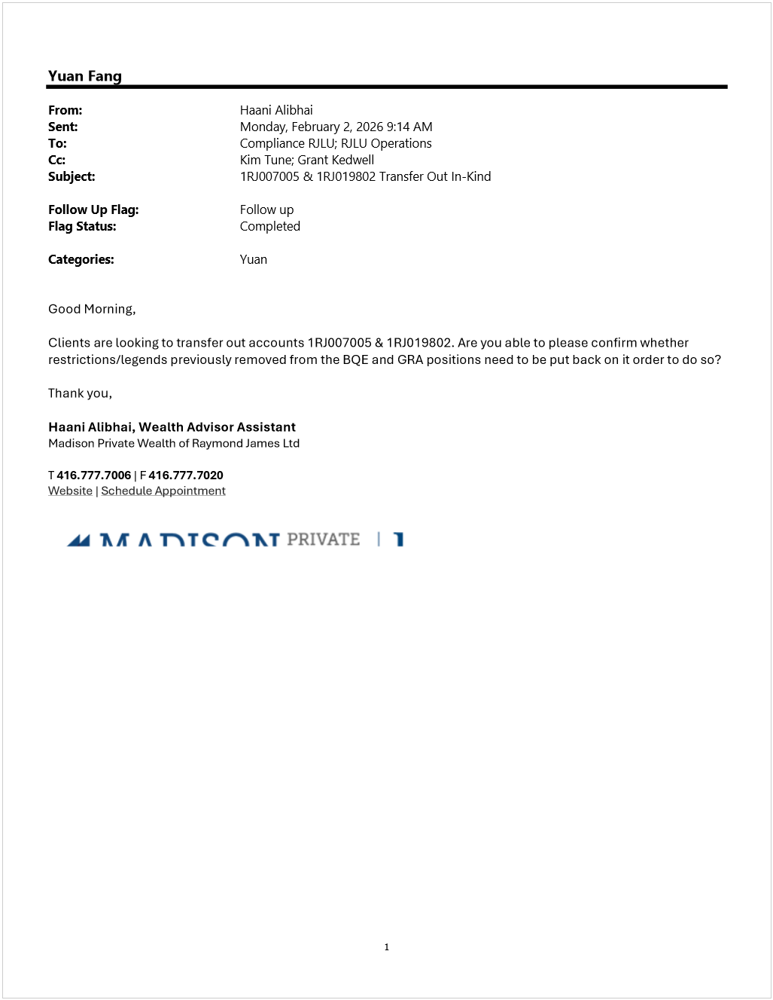 Yuan Fang
From: Haani Alibhai
Sent: Monday, February 2, 2026 9:14 AM
To: Compliance RJLU; RJLU Operations
Cc: Kim Tune; Grant Kedwell
Subject: 1RJ007005 & 1RJ019802 Transfer Out In-Kind
Follow Up Flag: Follow up
Flag Status: Completed
Categories: Yuan
Good Morning,
Clients are looking to transfer out accounts 1RJ007005 & 1RJ019802. Are you able to please confirm whether
restrictions/legends previously removed from the BQE and GRA positions need to be put back on it order to do so?
Thank you,
Haani Alibhai, Wealth Advisor Assistant
Madison Private Wealth of Raymond James Ltd
T 416.777.7006 | F 416.777.7020
Website | Schedule Appointment
MADISON PRIVATE |
1